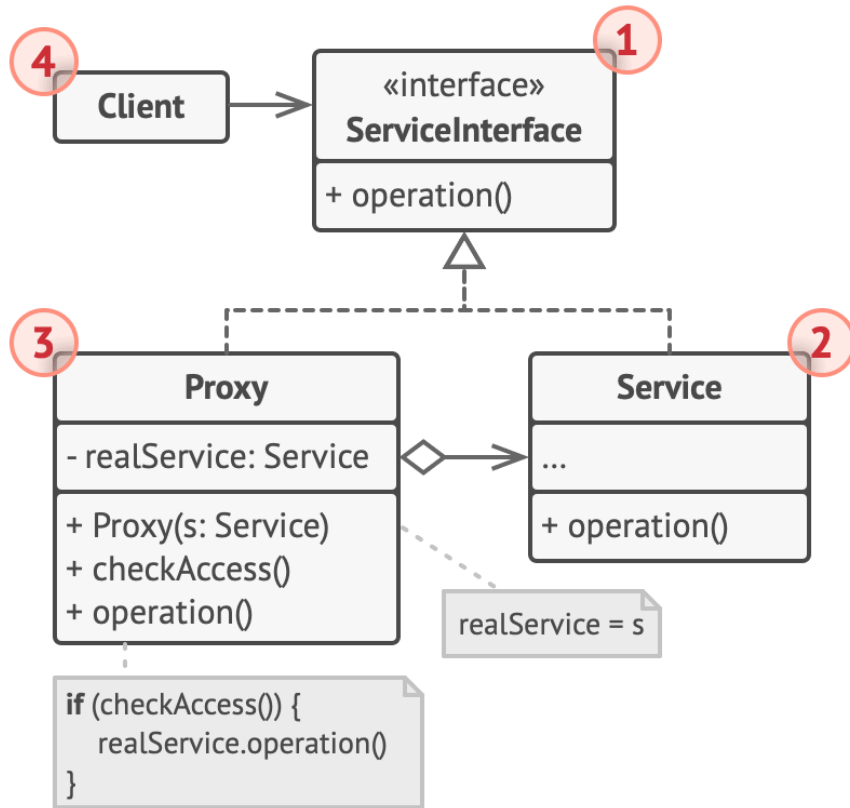 4
Client
1
«interface»
ServiceInterface
+ operation()
3
Proxy
- realService: Service
+ Proxy(s: Service)
+ checkAccess()
+ operation()
2
Service
...
+ operation()
realService = s
if (checkAccess()) {
realService.operation()
}